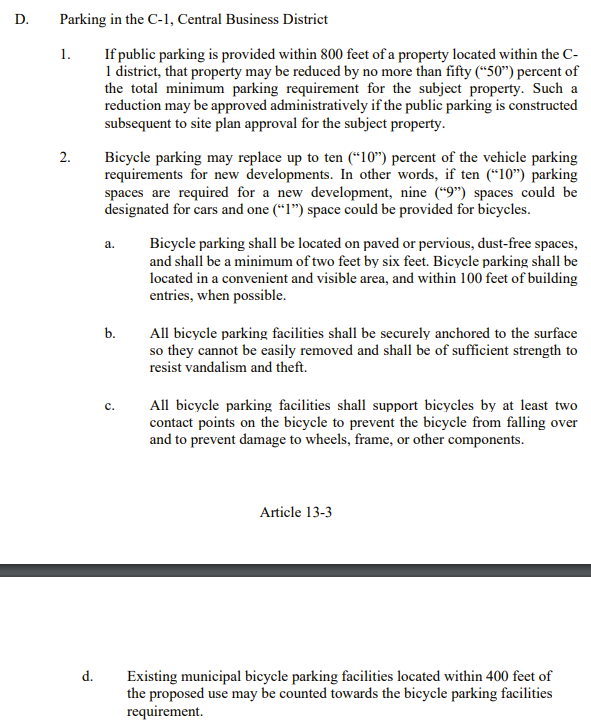 D. Parking in the C-1, Central Business District
1. If public parking is provided within 800 feet of a property located within the C-
1 district, that property may be reduced by no more than fifty (“50”) percent of
the total minimum parking requirement for the subject property. Such a
reduction may be approved administratively if the public parking is constructed
subsequent to site plan approval for the subject property.
2. Bicycle parking may replace up to ten (“10”) percent of the vehicle parking
requirements for new developments. In other words, if ten (“10”) parking
spaces are required for a new development, nine (“9”) spaces could be
designated for cars and one (“1”) space could be provided for bicycles.
a. Bicycle parking shall be located on paved or pervious, dust-free spaces,
and shall be a minimum of two feet by six feet. Bicycle parking shall be
located in a convenient and visible area, and within 100 feet of building
entries, when possible.
b. All bicycle parking facilities shall be securely anchored to the surface
so they cannot be easily removed and shall be of sufficient strength to
resist vandalism and theft.
c. All bicycle parking facilities shall support bicycles by at least two
contact points on the bicycle to prevent the bicycle from falling over
and to prevent damage to wheels, frame, or other components.
Article 13-3
d. Existing municipal bicycle parking facilities located within 400 feet of
the proposed use may be counted towards the bicycle parking facilities
requirement.